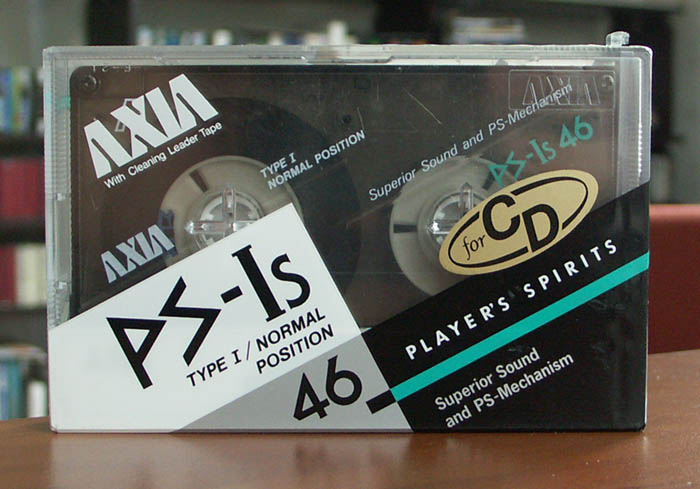 AXIA
With Cleaning Leader Tape
AXIA
TYPE I
NORMAL POSITION
Superior Sound and PS-Mechanism
PS-Is 46
AXIA
for CD
PS-Is
TYPE I / NORMAL
POSITION
46
PLAYER'S SPIRITS
Superior Sound
and PS-Mechanism